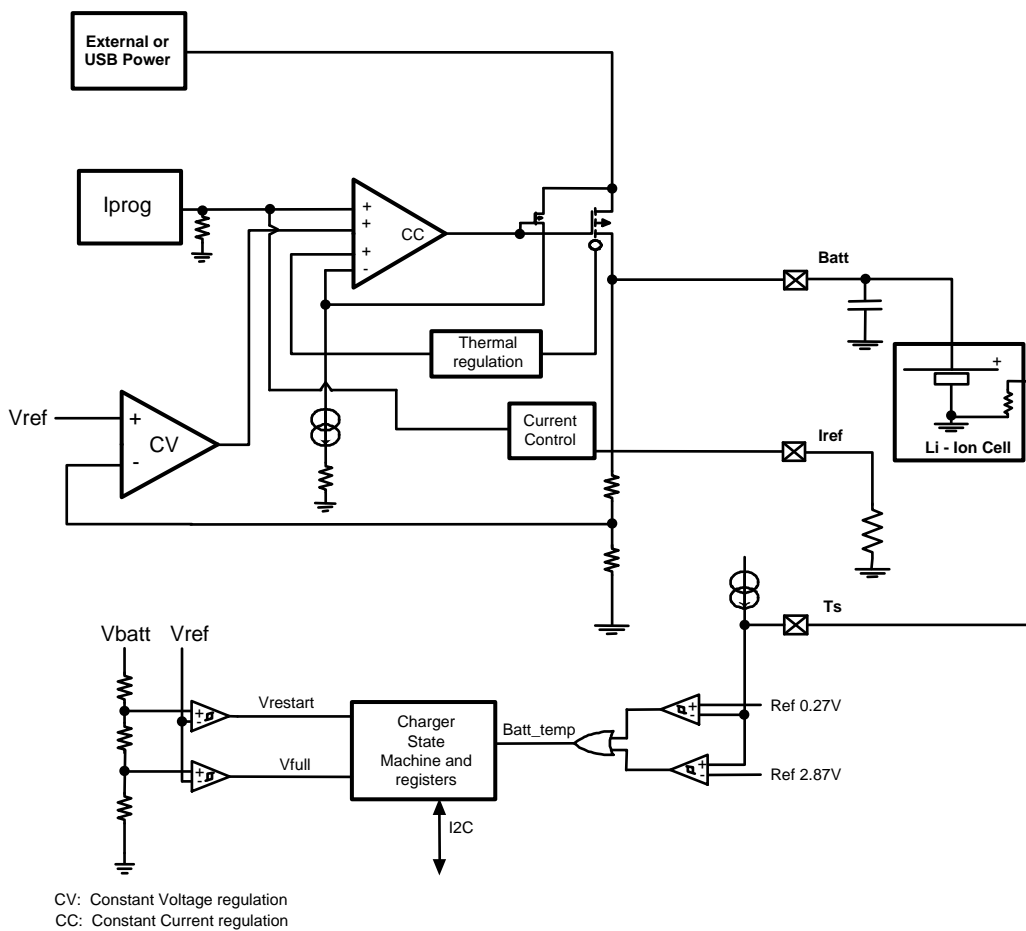 External or
USB Power
Iprog
+
+
+
-
CC
Batt
Thermal
regulation
+
Li - Ion Cell
Vref
+
-
CV
Current
Control
Iref
Ts
Vbatt
Vref
+
-
Vrestart
+
-
Vfull
Charger
State
Machine and
registers
Batt_temp
+
-
Ref 0.27V
+
-
Ref 2.87V
I2C
CV: Constant Voltage regulation
CC: Constant Current regulation